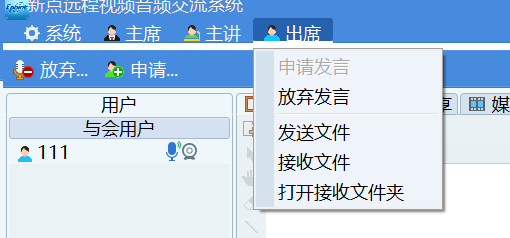 新点远程视频音频交流系统
系统 主席 主讲 出席
放弃... 申请...
申请发言
放弃发言
发送文件
接收文件
打开接收文件夹
用户
与会用户
111
享 媒